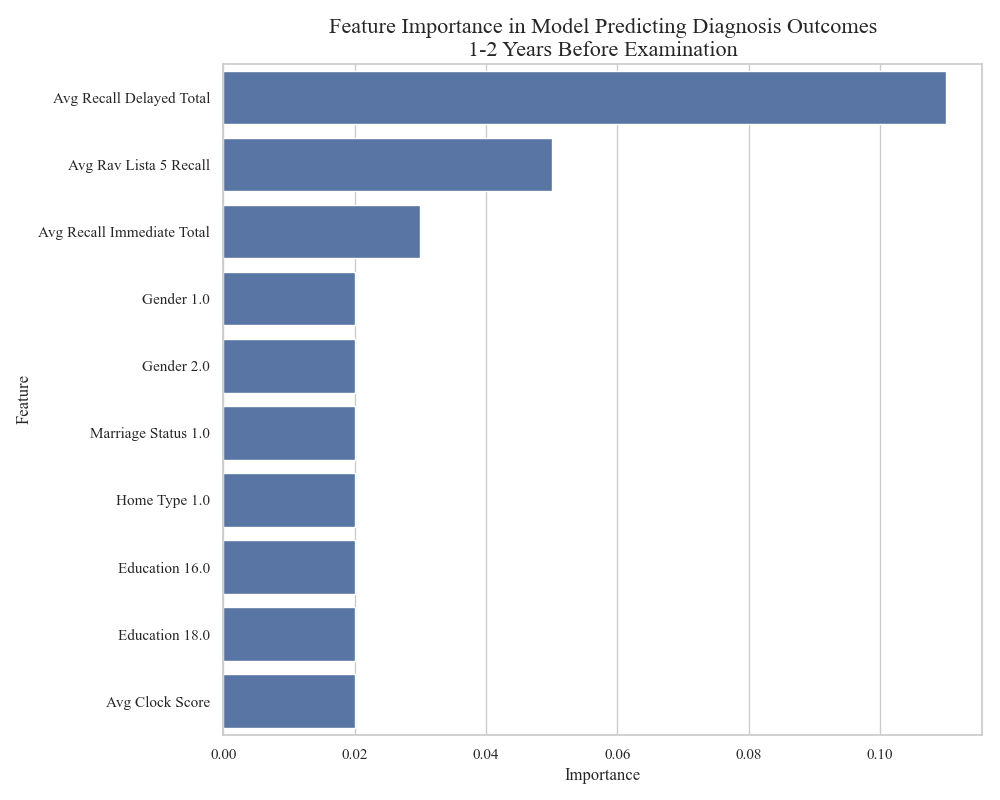 Feature Importance in Model Predicting Diagnosis Outcomes
1-2 Years Before Examination
Avg Recall Delayed Total
Avg Rav Lista 5 Recall
Avg Recall Immediate Total
Gender 1.0
Gender 2.0
Marriage Status 1.0
Home Type 1.0
Education 16.0
Education 18.0
Avg Clock Score
Feature
0.00 0.02 0.04 0.06 0.08 0.10
Importance